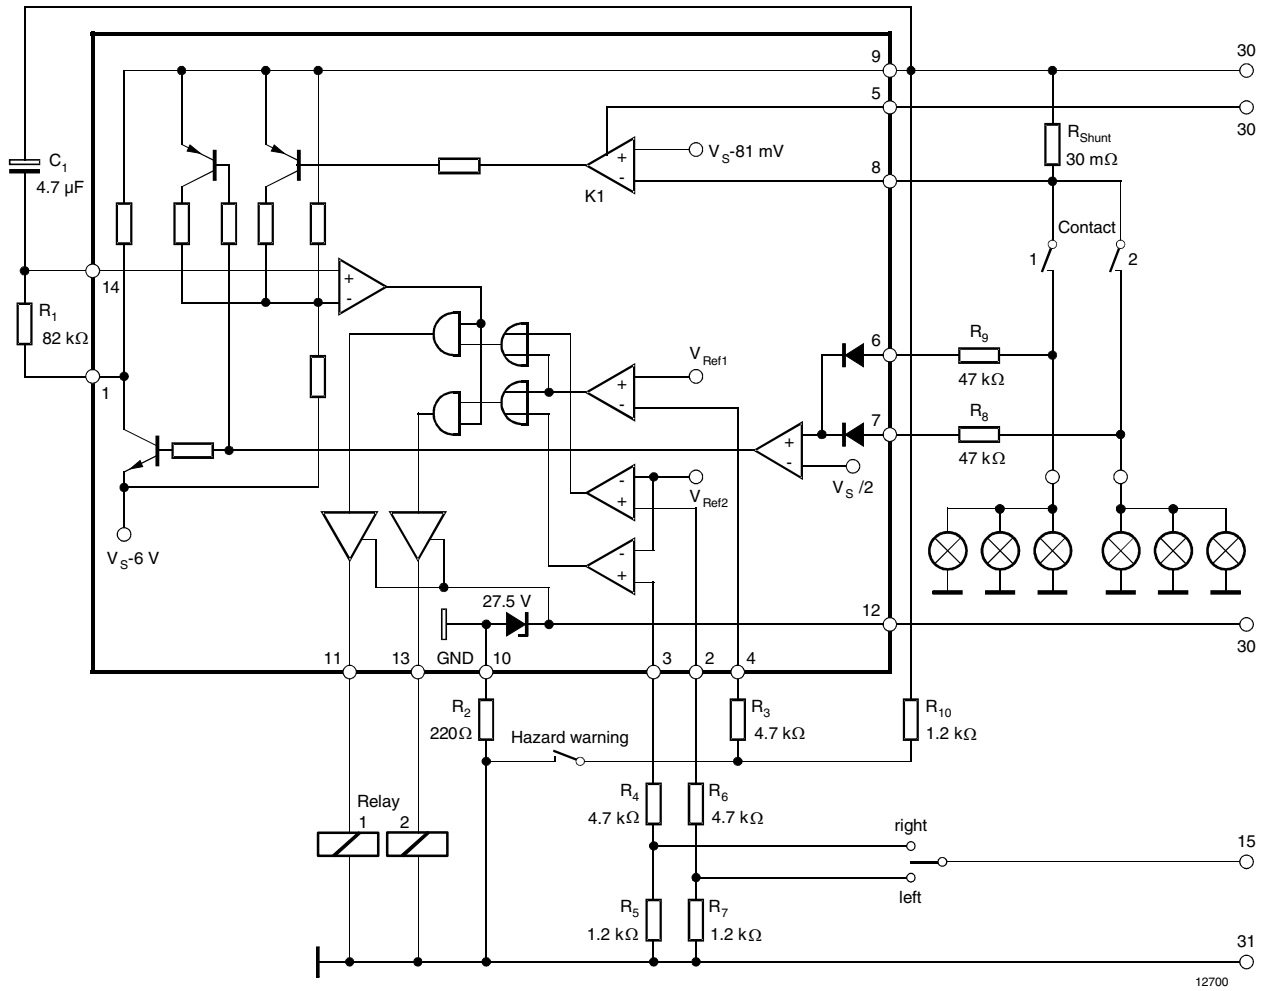 30
9
5
30
C1
4.7 µF
VS-81 mV
RShunt
30 mΩ
K1
8
Contact
1
2
14
R1
82 kΩ
1
+
-
+
-
6
R9
47 kΩ
VRef1
+
-
7
R8
47 kΩ
+
-
VS /2
-
+
VRef2
VS-6 V
-
+
27.5 V
12
30
11
13
GND
10
3
2
4
R2
220Ω
Hazard warning
R3
4.7 kΩ
R10
1.2 kΩ
Relay
1
2
R4
4.7 kΩ
R6
4.7 kΩ
right
15
left
R5
1.2 kΩ
R7
1.2 kΩ
31
12700